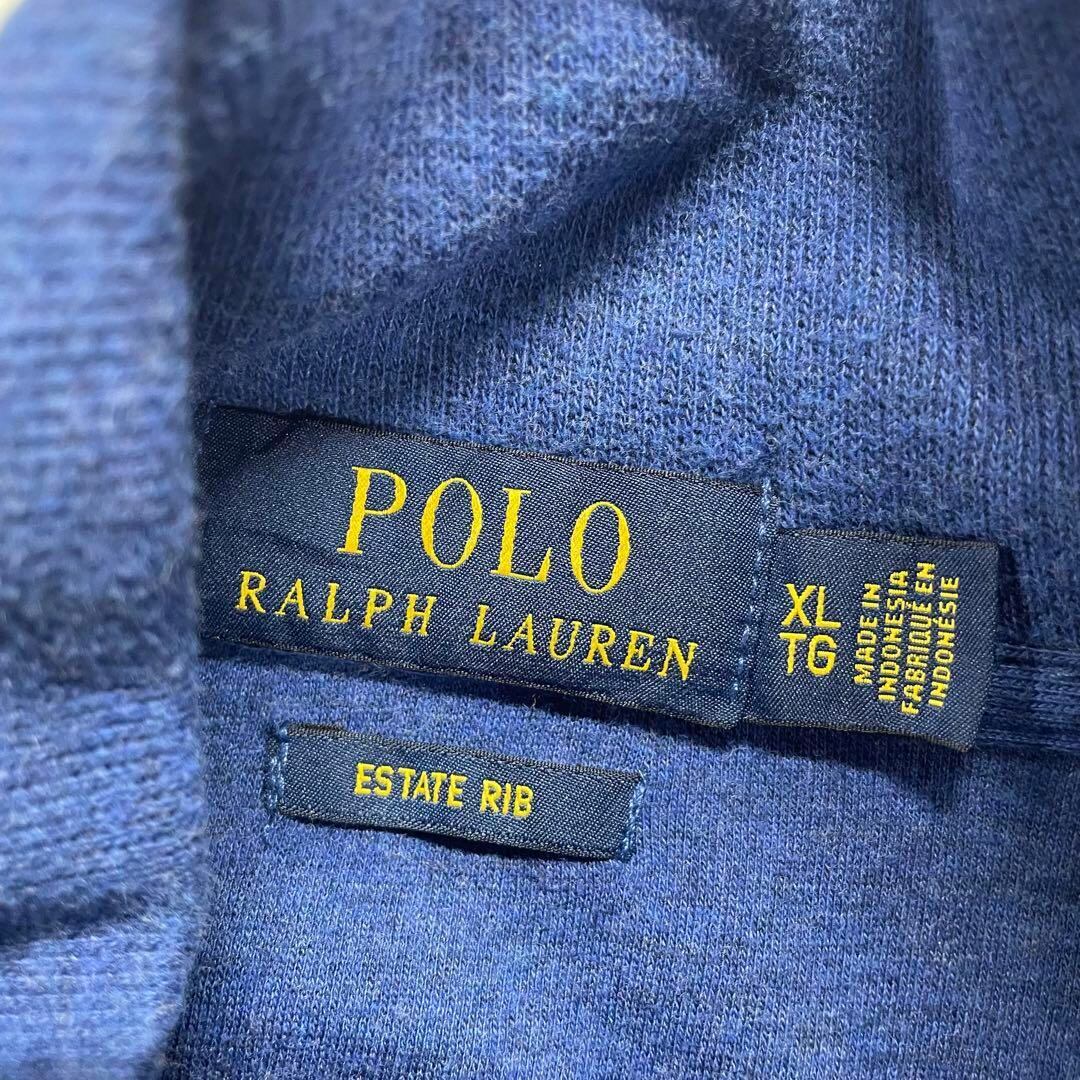 POLO
RALPH LAUREN
XL
TG
MADE IN
INDONESIA
FABRIQUÉ EN
INDONÉSIE
ESTATE RIB